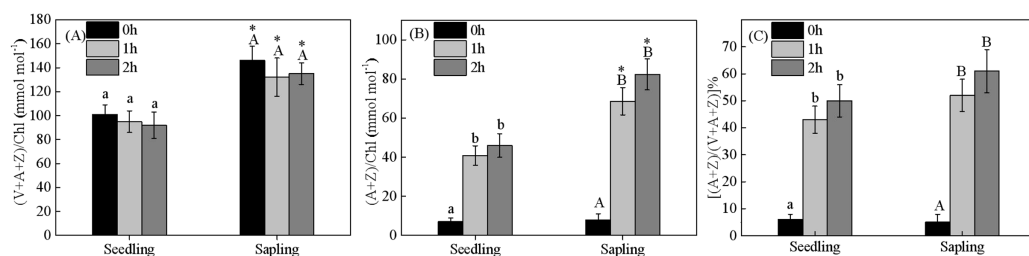 (A)
0h
1h
2h
(V+A+Z)/Chl (mmol mol⁻¹)
180
160
140
120
100
80
60
40
20
0
a a a
* * *
A A A
Seedling Sapling
(B)
0h
1h
2h
(A+Z)/Chl (mmol mol⁻¹)
100
80
60
40
20
0
a b b
* *
A B B
Seedling Sapling
(C)
0h
1h
2h
[(A+Z)/(V+A+Z)]%
70
60
50
40
30
20
10
0
a b b
A B B
Seedling Sapling